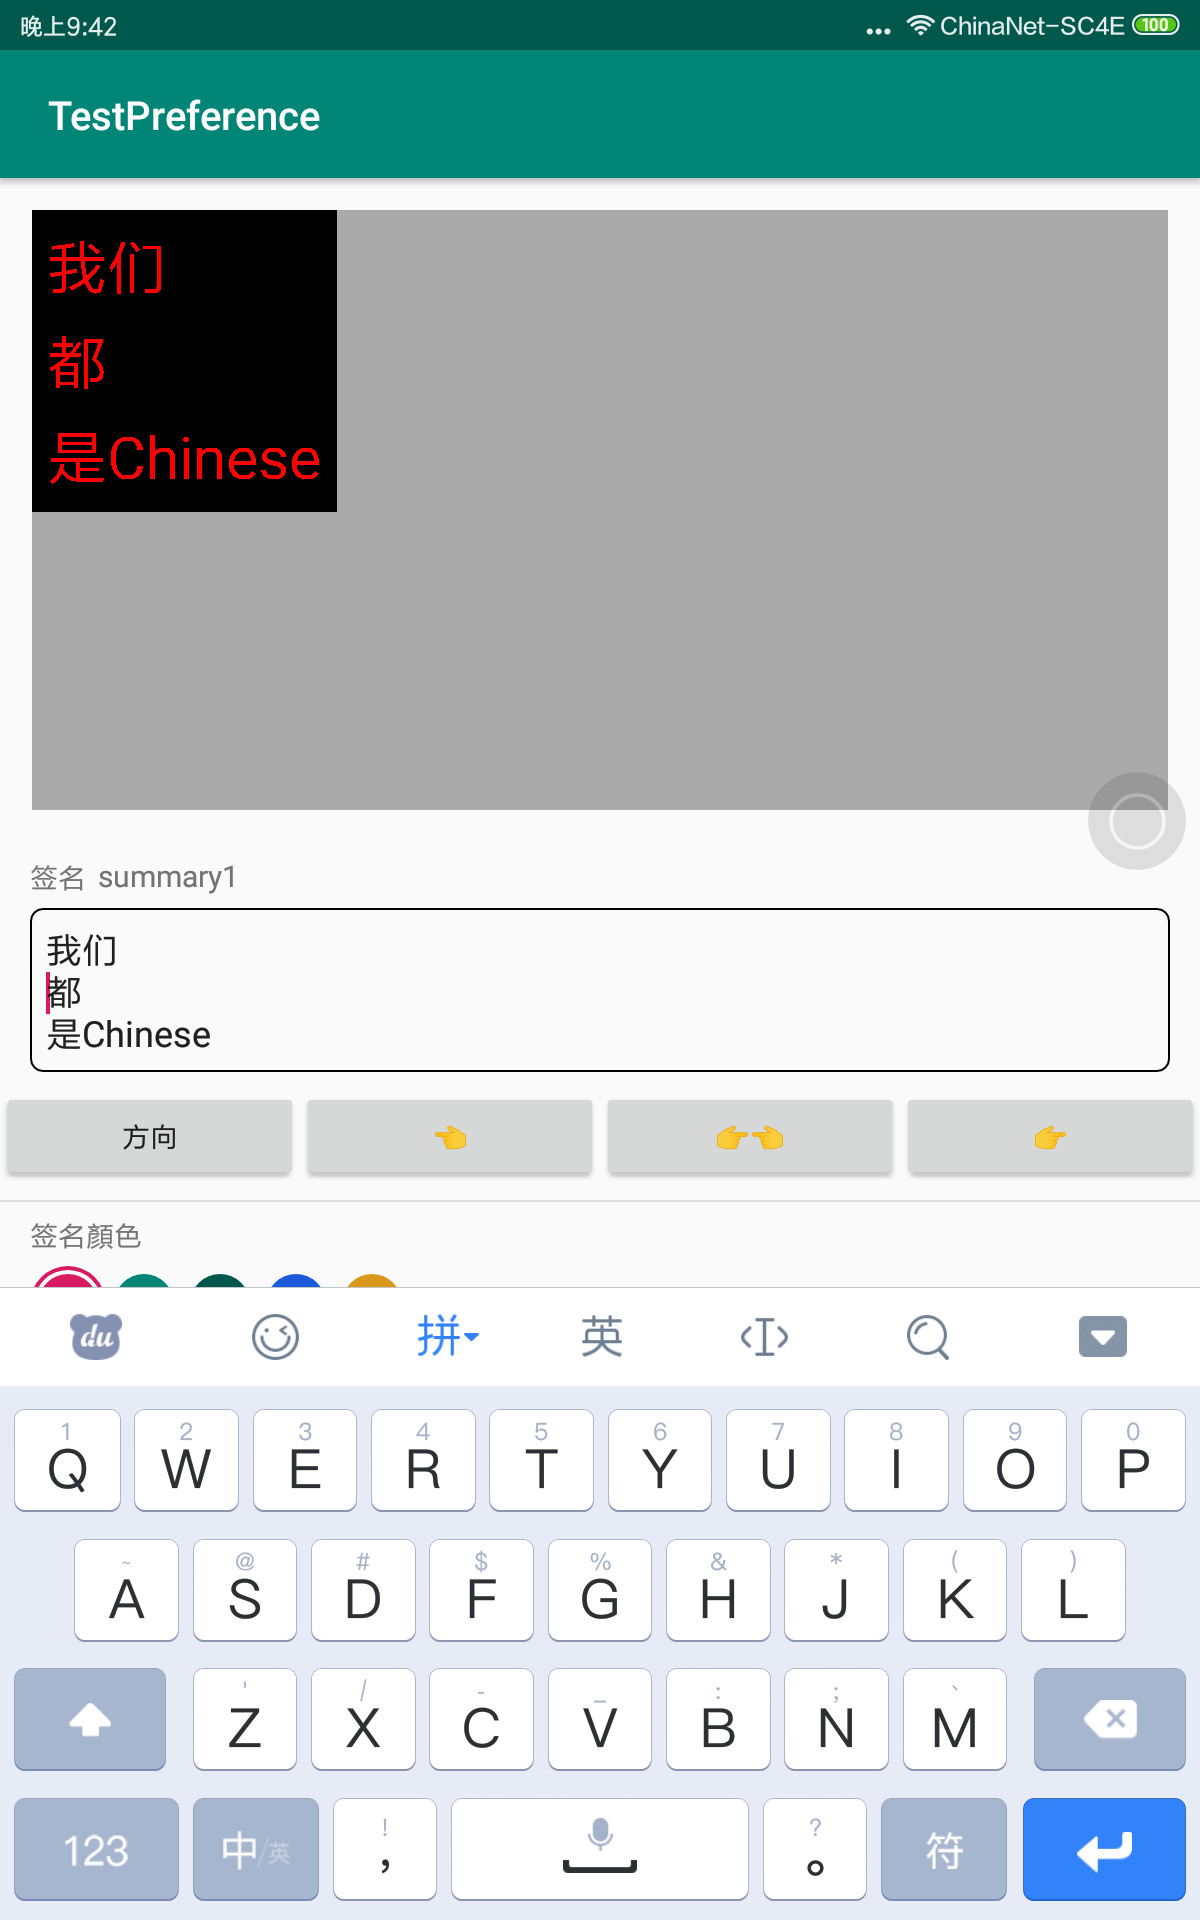 晚上9:42
... ChinaNet-SC4E 100
TestPreference
我们
都
是Chinese
签名 summary1
我们
都
是Chinese
方向 👈 👉👈 👉
签名顏色
du 拼 英
1 2 3 4 5 6 7 8 9 0
Q W E R T Y U I O P
~ @ # $ % & * ( )
A S D F G H J K L
' / - _ : ; `
Z X C V B N M
! ?
123 中/英 , 。 符